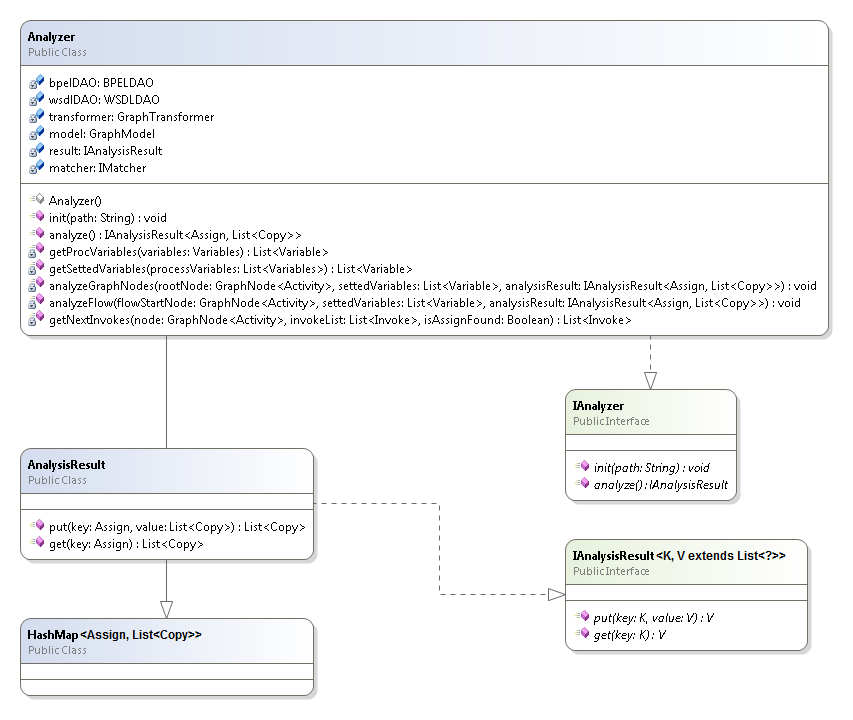 Analyzer
Public Class
bpelDAO: BPELDAO
wsdlDAO: WSDLDAO
transformer: GraphTransformer
model: GraphModel
result: IAnalysisResult
matcher: IMatcher
Analyzer()
init(path: String) : void
analyze() : IAnalysisResult<Assign, List<Copy>>
getProcVariables(variables: Variables) : List<Variable>
getSettedVariables(processVariables: List<Variables>) : List<Variable>
analyzeGraphNodes(rootNode: GraphNode<Activity>, settedVariables: List<Variable>, analysisResult: IAnalysisResult<Assign, List<Copy>>) : void
analyzeFlow(flowStartNode: GraphNode<Activity>, settedVariables: List<Variable>, analysisResult: IAnalysisResult<Assign, List<Copy>>) : void
getNextInvokes(node: GraphNode<Activity>, invokeList: List<Invoke>, isAssignFound: Boolean) : List<Invoke>
IAnalyzer
Public Interface
init(path: String) : void
analyze() : IAnalysisResult
AnalysisResult
Public Class
put(key: Assign, value: List<Copy>) : List<Copy>
get(key: Assign) : List<Copy>
IAnalysisResult <K, V extends List<?>>
Public Interface
put(key: K, value: V) : V
get(key: K) : V
HashMap <Assign, List<Copy>>
Public Class